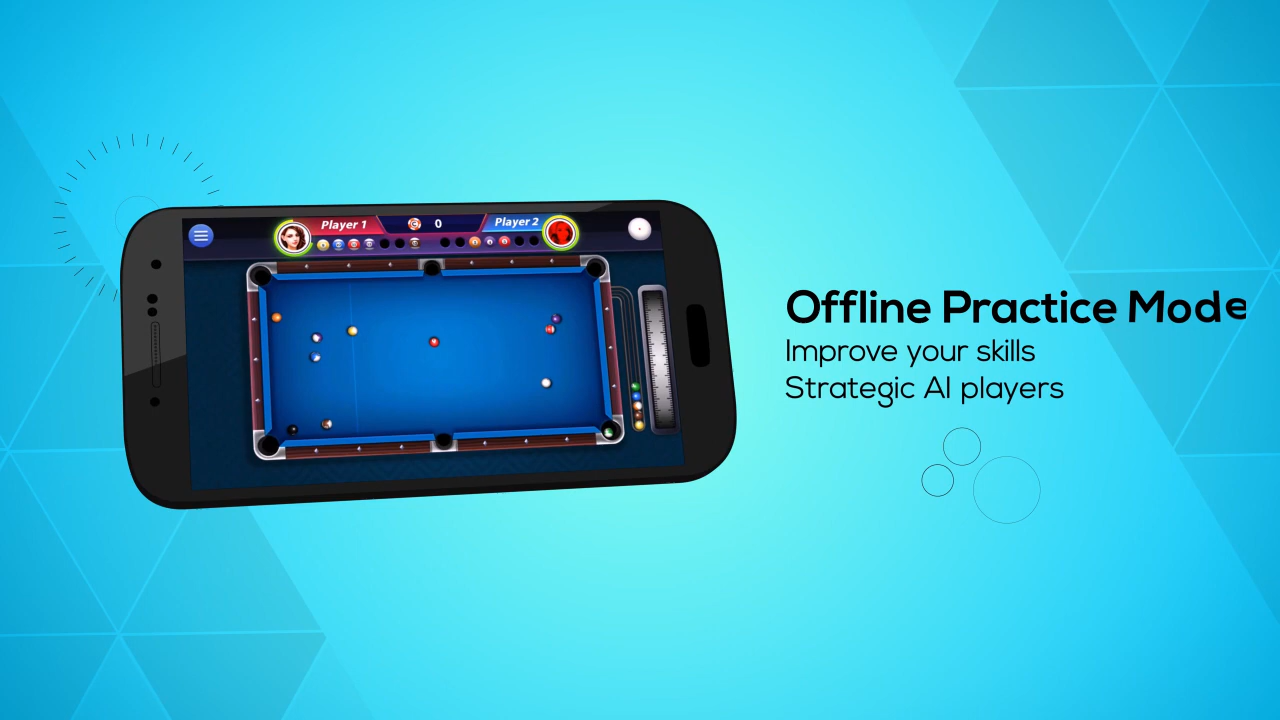 Player 1
0
Player 2
Offline Practice Mode
Improve your skills
Strategic AI players